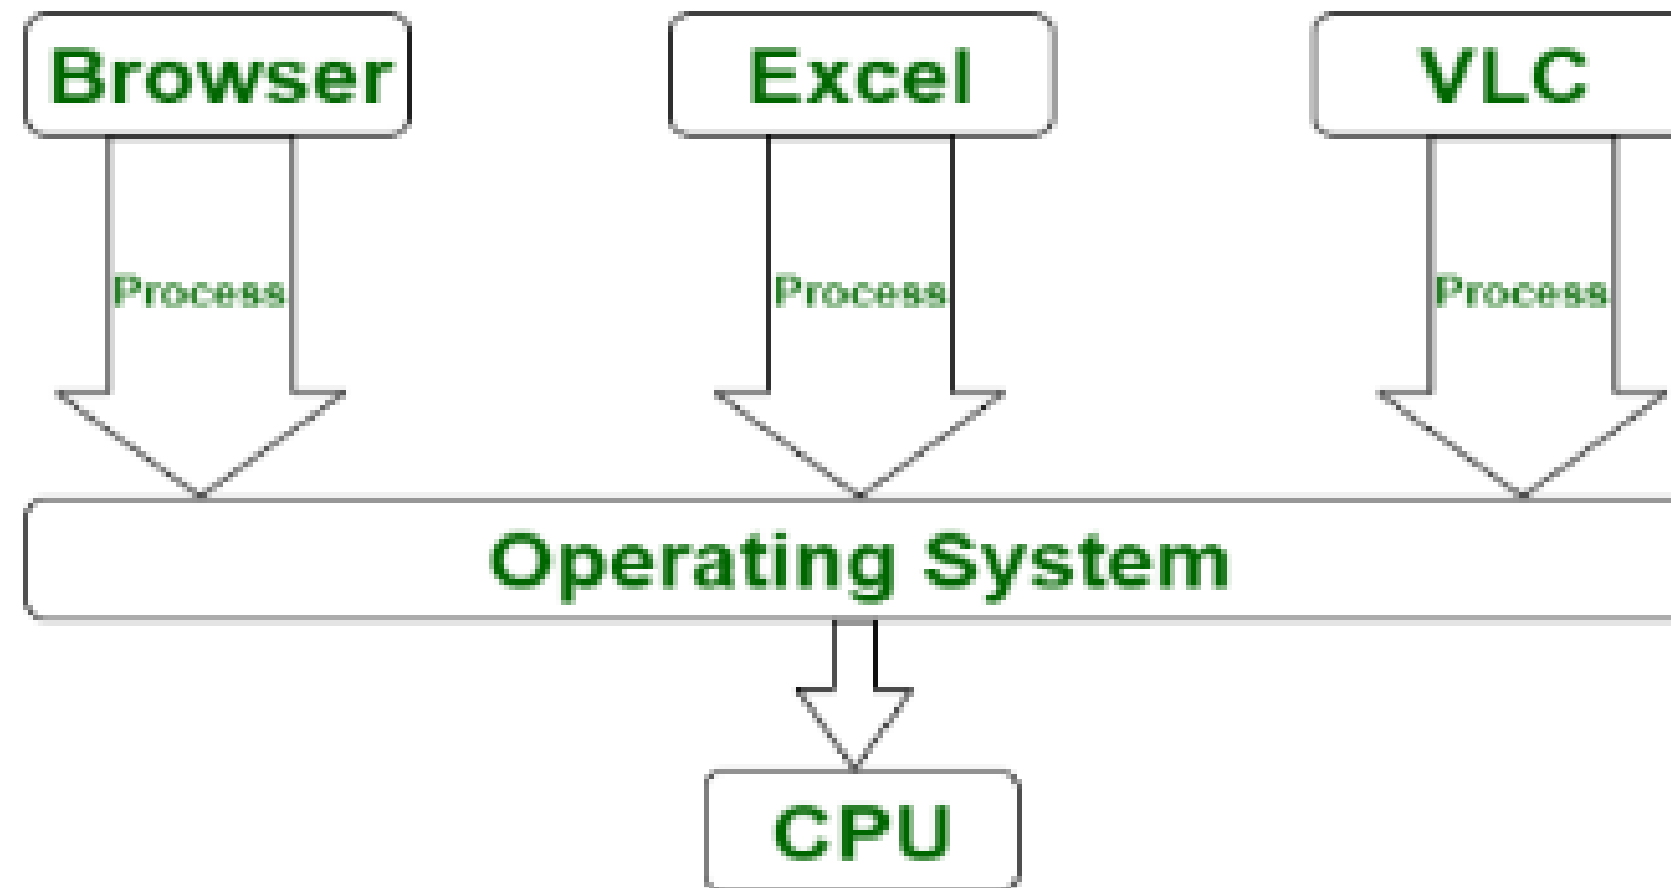 Browser Excel VLC
Process Process Process
Operating System
CPU